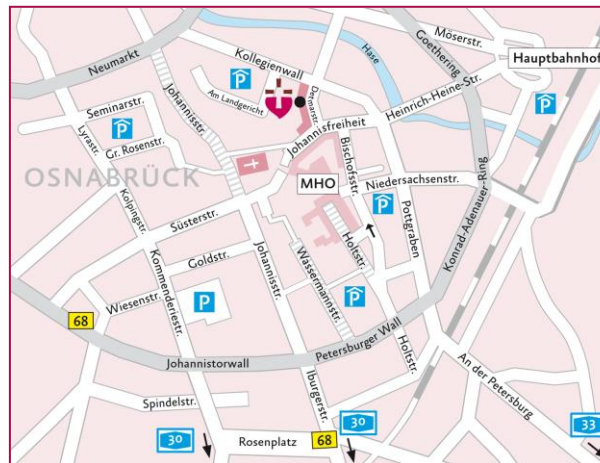 Möserstr.
Goethering
Kollegienwall
Hase
Hauptbahnhof
Neumarkt
P
Am Landgericht
Detmarstr.
Heinrich-Heine-Str.
P
Seminarstr.
Johannisstr.
P
Johannisfreiheit
Lyrastr.
Gr. Rosenstr.
Bischofsstr.
OSNABRÜCK
MHO
Niedersachsenstr.
Kolpingstr.
P
Süsterstr.
Pottgraben
Konrad-Adenauer-Ring
Goldstr.
Johannisstr.
Wassermannstr.
Holtstr.
Kommenderiestr.
Wiesenstr.
P
P
68
Johannistorwall
Petersburger Wall
Holtstr.
An der Petersburg
Spindelstr.
Iburgerstr.
30
Rosenplatz
68
30
33